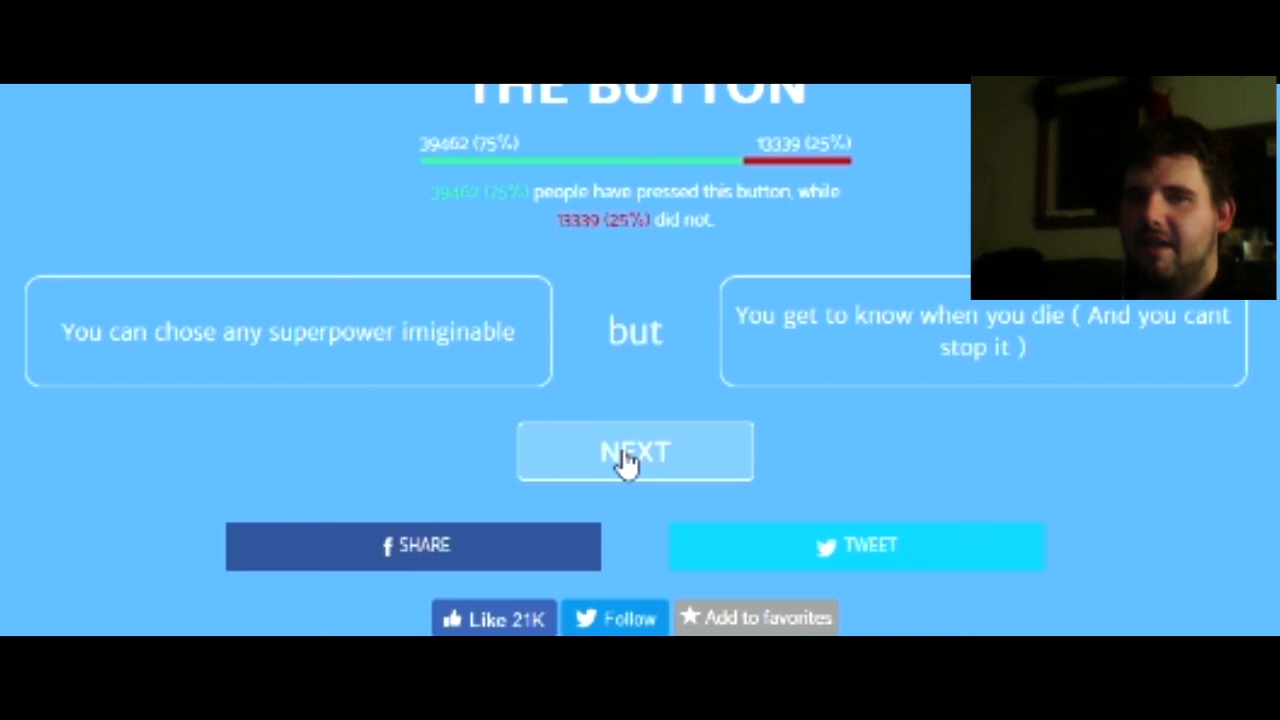 THE BUTTON
39462 (75%) 13339 (25%)
39462 (75%) people have pressed this button, while
13339 (25%) did not.
You can chose any superpower imiginable
but
You get to know when you die ( And you cant
stop it )
NEXT
f SHARE
TWEET
Like 21K
Follow
Add to favorites